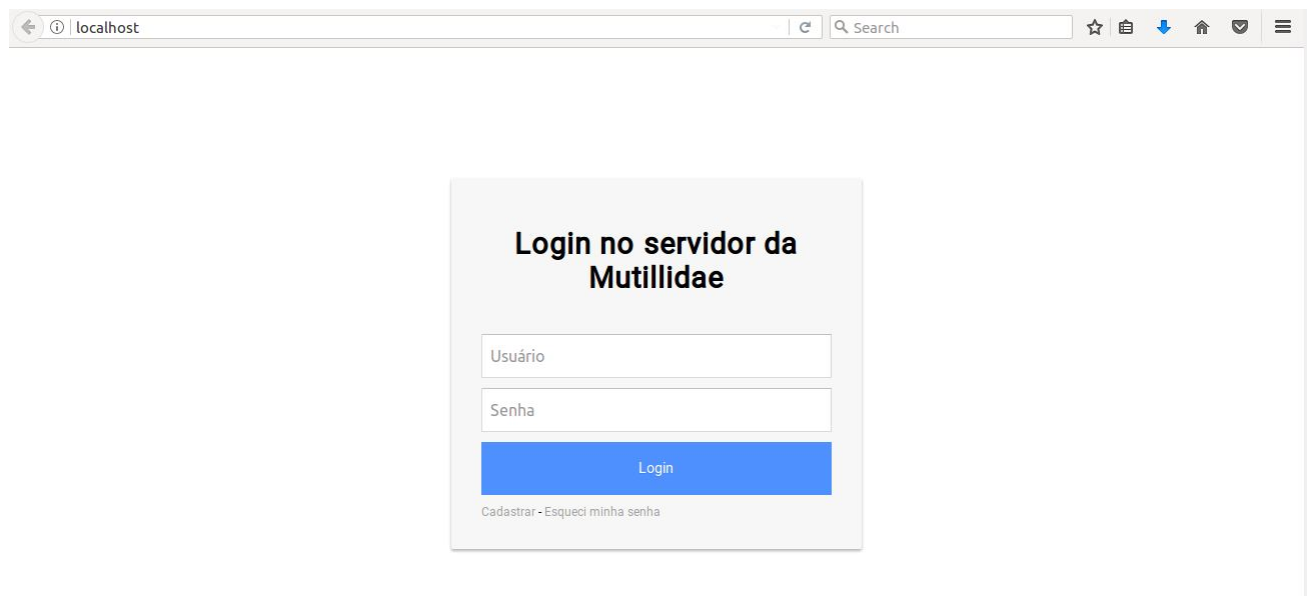 localhost
Search
Login no servidor da
Mutillidae
Usuário
Senha
Login
Cadastrar - Esqueci minha senha